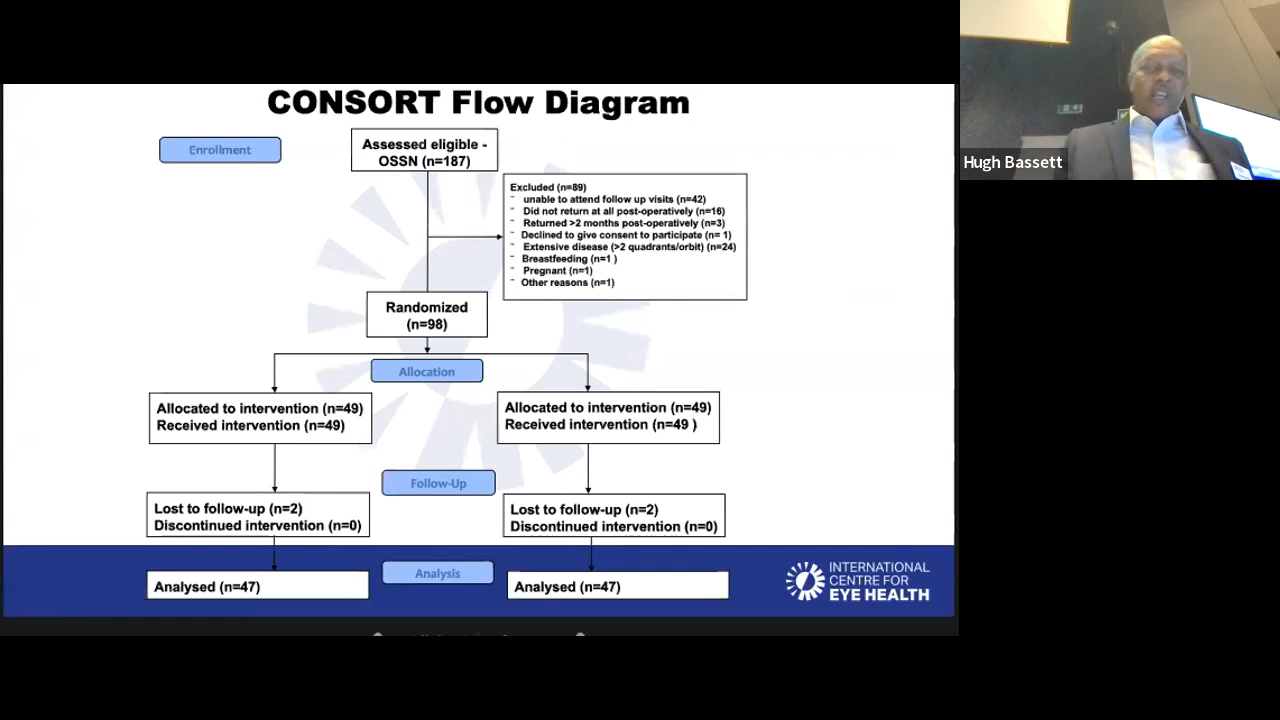 CONSORT Flow Diagram
Enrollment
Assessed eligible -
OSSN (n=187)
Excluded (n=89)
- unable to attend follow up visits (n=42)
- Did not return at all post-operatively (n=16)
- Returned >2 months post-operatively (n=3)
- Declined to give consent to participate (n= 1)
- Extensive disease (>2 quadrants/orbit) (n=24)
- Breastfeeding (n=1 )
- Pregnant (n=1)
- Other reasons (n=1)
Randomized
(n=98)
Allocation
Allocated to intervention (n=49)
Received intervention (n=49)
Allocated to intervention (n=49)
Received intervention (n=49 )
Follow-Up
Lost to follow-up (n=2)
Discontinued intervention (n=0)
Lost to follow-up (n=2)
Discontinued intervention (n=0)
Analysis
Analysed (n=47)
Analysed (n=47)
INTERNATIONAL
CENTRE FOR
EYE HEALTH
Hugh Bassett